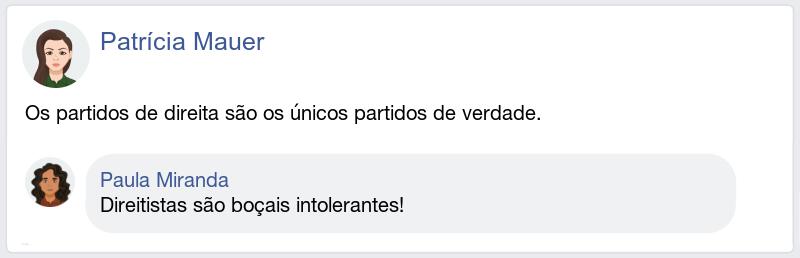 Patrícia Mauer
Os partidos de direita são os únicos partidos de verdade.
Paula Miranda
Direitistas são boçais intolerantes!